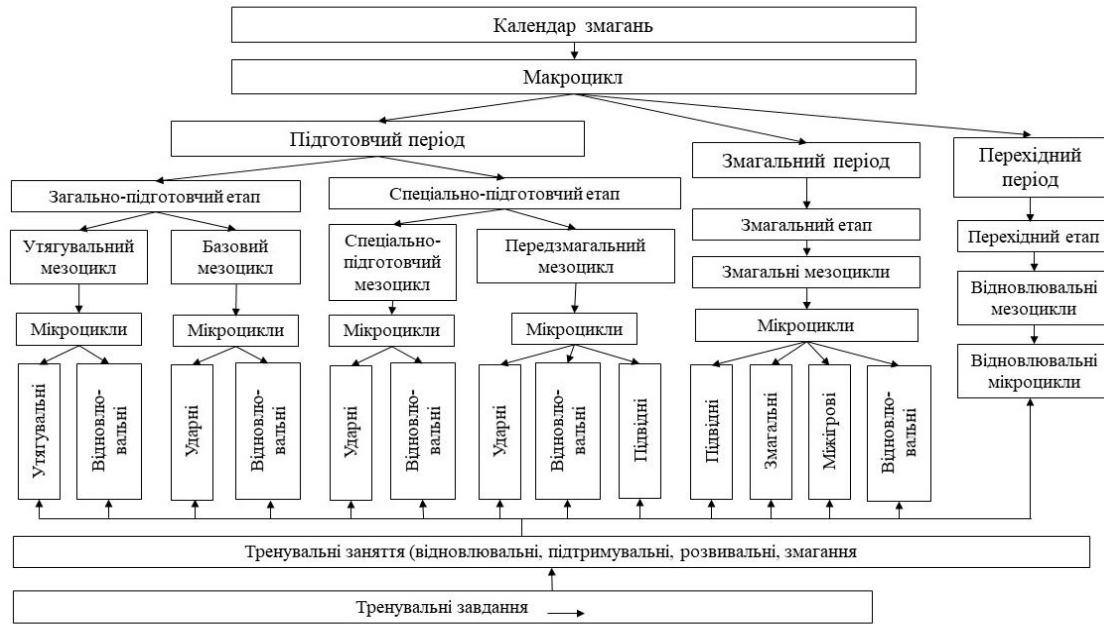 Календар змагань
Макроцикл
Підготовчий період
Змагальний період
Перехідний
період
Загально-підготовчий етап
Спеціально-підготовчий етап
Змагальний етап
Перехідний етап
Утягувальний
мезоцикл
Базовий
мезоцикл
Спеціально-
підготовчий
мезоцикл
Передзмагальний
мезоцикл
Змагальні мезоцикли
Відновлювальні
мезоцикли
Мікроцикли
Мікроцикли
Мікроцикли
Мікроцикли
Мікроцикли
Відновлювальні
мікроцикли
Утягувальні
Відновлю-
вальні
Ударні
Відновлю-
вальні
Ударні
Відновлю-
вальні
Ударні
Відновлю-
вальні
Підвідні
Підвідні
Змагальні
Міжігрові
Відновлю-
вальні
Тренувальні заняття (відновлювальні, підтримувальні, розвивальні, змагання
Тренувальні завдання